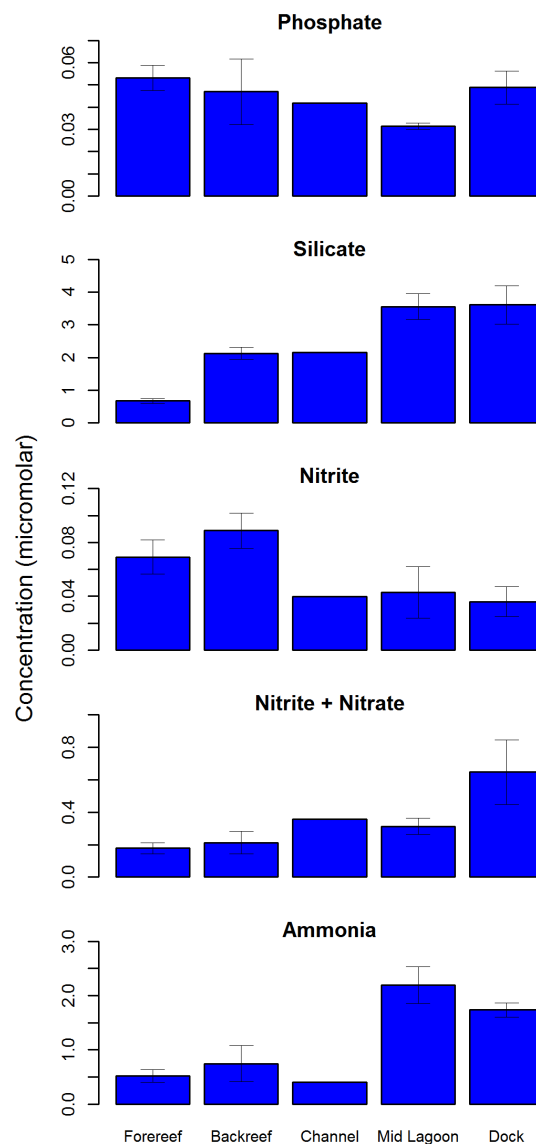 Phosphate
0.06
0.03
0.00
Silicate
5
4
3
2
1
0
Nitrite
0.12
0.08
0.04
0.00
Concentration (micromolar)
Nitrite + Nitrate
0.8
0.4
0.0
Ammonia
3.0
2.0
1.0
0.0
Forereef Backreef Channel Mid Lagoon Dock